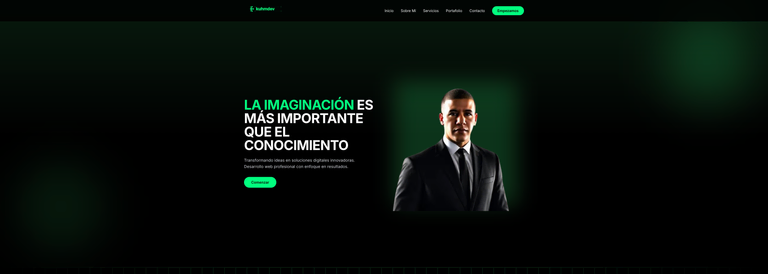 kuhmdev
Inicio
Sobre Mí
Servicios
Portafolio
Contacto
Empecemos
LA IMAGINACIÓN ES
MÁS IMPORTANTE
QUE EL
CONOCIMIENTO
Transformando ideas en soluciones digitales innovadoras.
Desarrollo web profesional con enfoque en resultados.
Comenzar